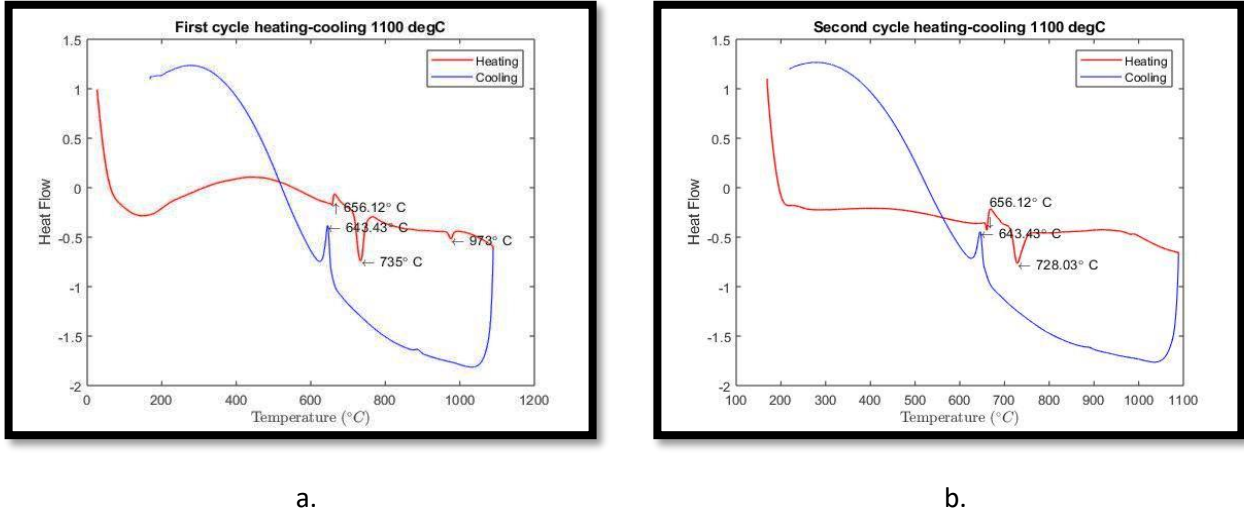 First cycle heating-cooling 1100 degC
1.5
1
0.5
0
-0.5
-1
-1.5
-2
Heat Flow
Heating
Cooling
↑ 656.12° C
← 643.43° C
← 735° C
← 973° C
0 200 400 600 800 1000 1200
Temperature (°C)
a.
Second cycle heating-cooling 1100 degC
1.5
1
0.5
0
-0.5
-1
-1.5
-2
Heat Flow
Heating
Cooling
656.12° C
↓
← 643.43° C
← 728.03° C
100 200 300 400 500 600 700 800 900 1000 1100
Temperature (°C)
b.